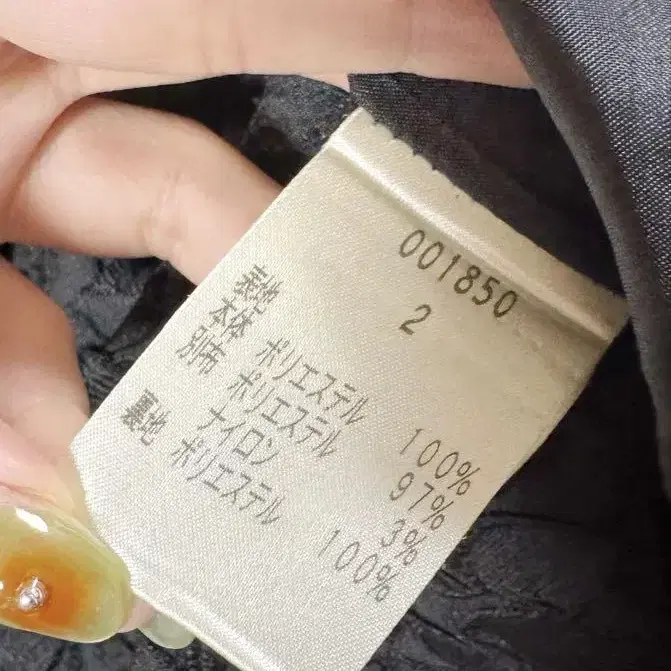 001850
2
表地
本体 ポリエステル 100%
別布 ポリエステル 97%
ナイロン 3%
裏地 ポリエステル 100%